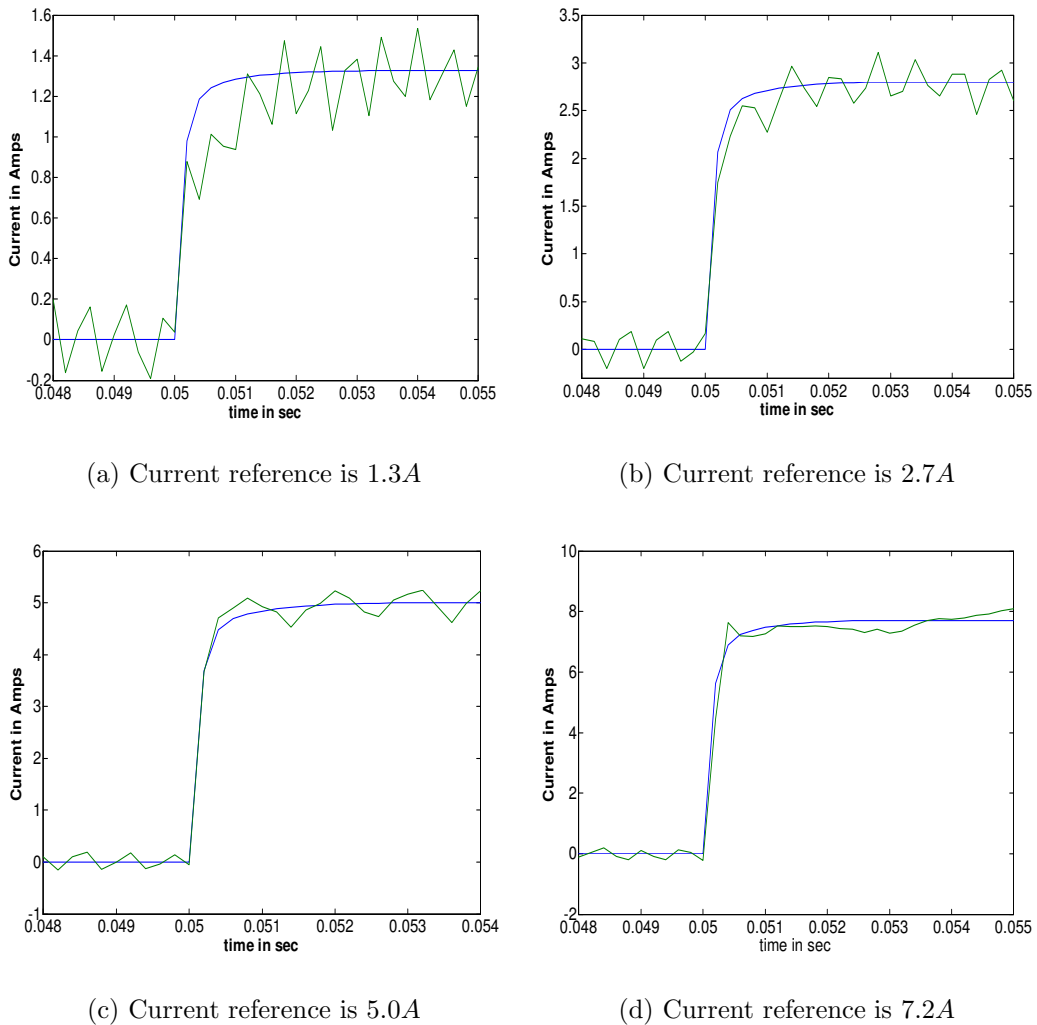 1.6
1.4
1.2
1
0.8
0.6
0.4
0.2
0
-0.2
Current in Amps
0.048 0.049 0.05 0.051 0.052 0.053 0.054 0.055
time in sec
(a) Current reference is 1.3A
3.5
3
2.5
2
1.5
1
0.5
0
Current in Amps
0.048 0.049 0.05 0.051 0.052 0.053 0.054 0.055
time in sec
(b) Current reference is 2.7A
6
5
4
3
2
1
0
-1
Current in Amps
0.048 0.049 0.05 0.051 0.052 0.053 0.054
time in sec
(c) Current reference is 5.0A
10
8
6
4
2
0
-2
Current in Amps
0.048 0.049 0.05 0.051 0.052 0.053 0.054 0.055
time in sec
(d) Current reference is 7.2A